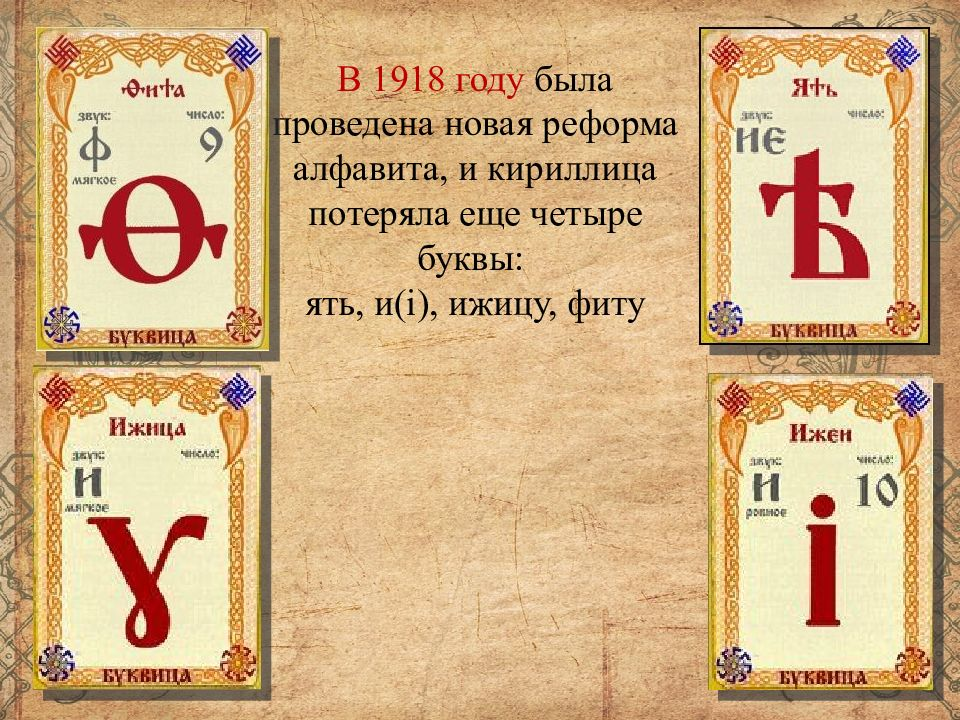 Ѳита
звук:
число:
ф
9
мягкое
Ѳ
БУКВИЦА
В 1918 году была
проведена новая реформа
алфавита, и кириллица
потеряла еще четыре
буквы:
ять, и(i), ижицу, фиту
Ять
звук:
число:
ИЄ
Ѣ
БУКВИЦА
Ижица
звук:
число:
И
мягкое
Ɣ
БУКВИЦА
Ижеи
звук:
число:
И
10
ровное
i
БУКВИЦА